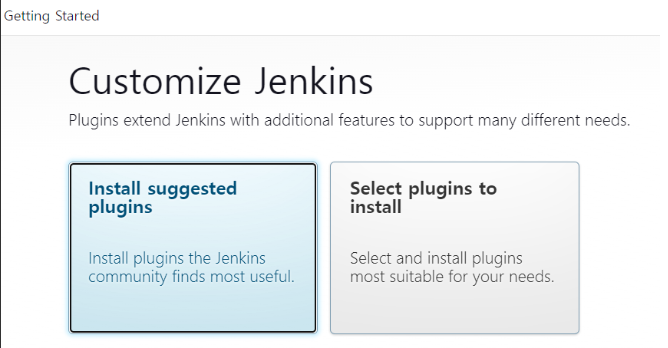 Getting Started
Customize Jenkins
Plugins extend Jenkins with additional features to support many different needs.
Install suggested
plugins
Install plugins the Jenkins
community finds most useful.
Select plugins to
install
Select and install plugins
most suitable for your needs.